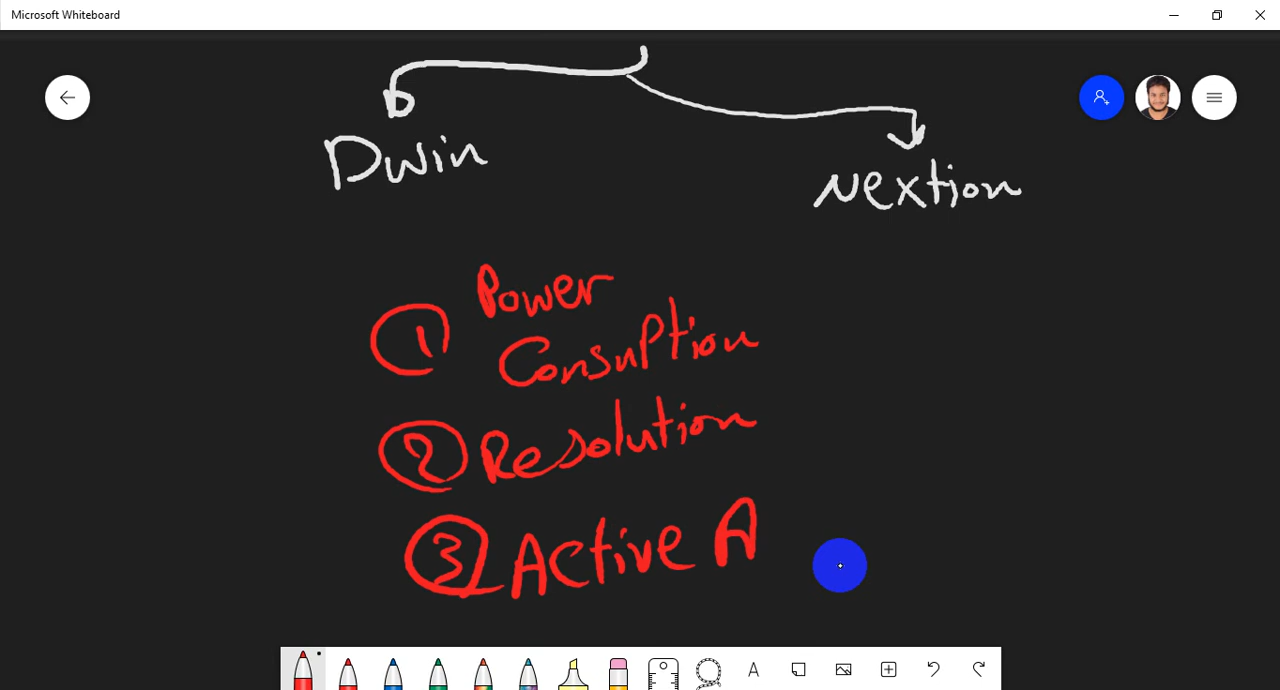 Microsoft Whiteboard
Dwin
Nextion
① Power
Consuption
② Resolution
③ Active A
A